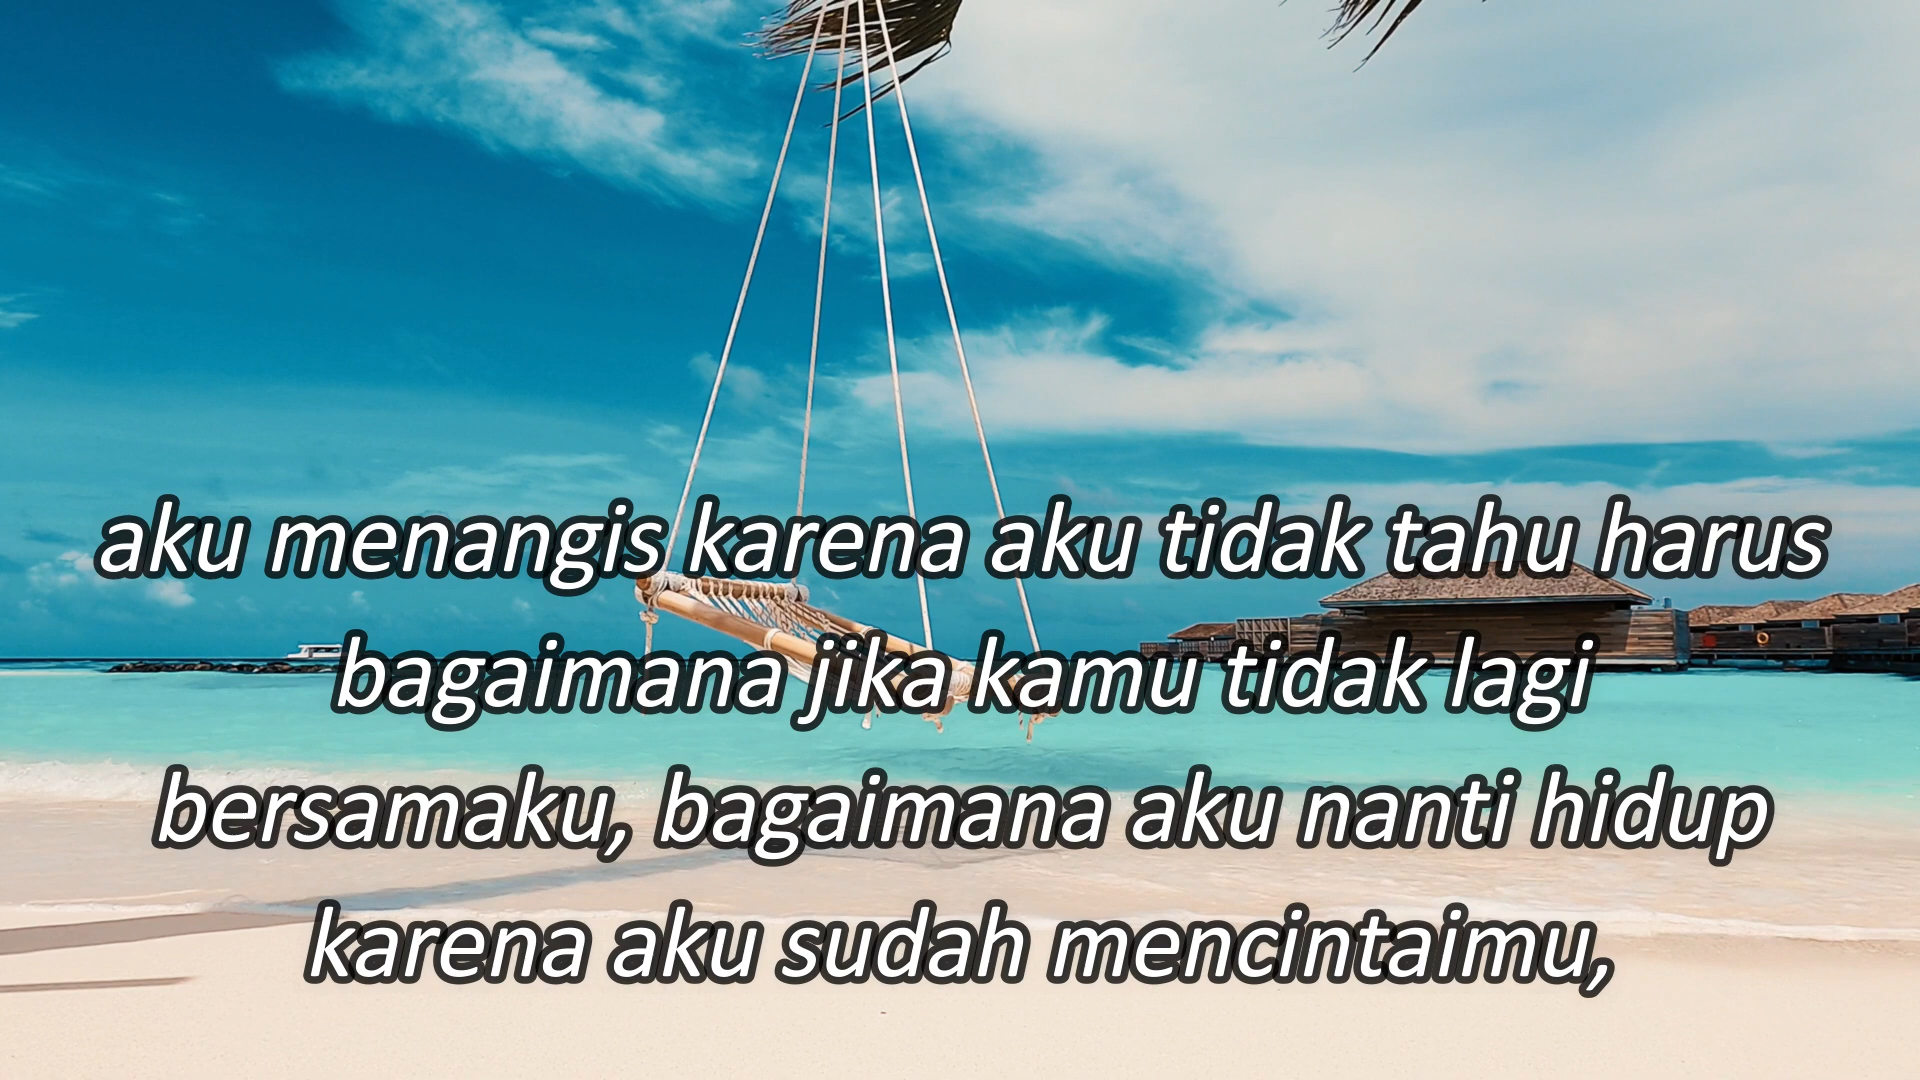 aku menangis karena aku tidak tahu harus
bagaimana jika kamu tidak lagi
bersamaku, bagaimana aku nanti hidup
karena aku sudah mencintaimu,